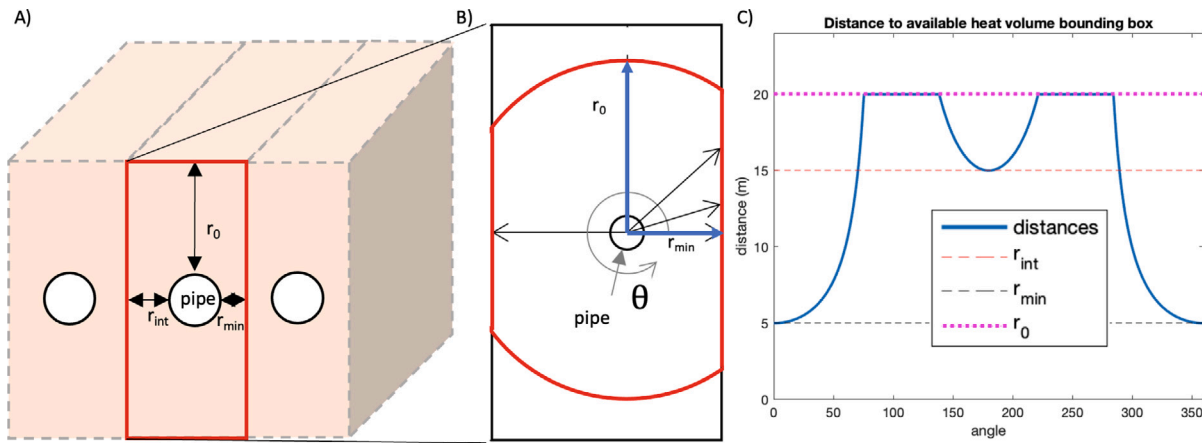 A)
r0
pipe
rint
rmin
B)
r0
rmin
θ
pipe
C)
Distance to available heat volume bounding box
distance (m)
20
15
10
5
0
distances
rint
rmin
r0
0
50
100
150
200
250
300
350
angle